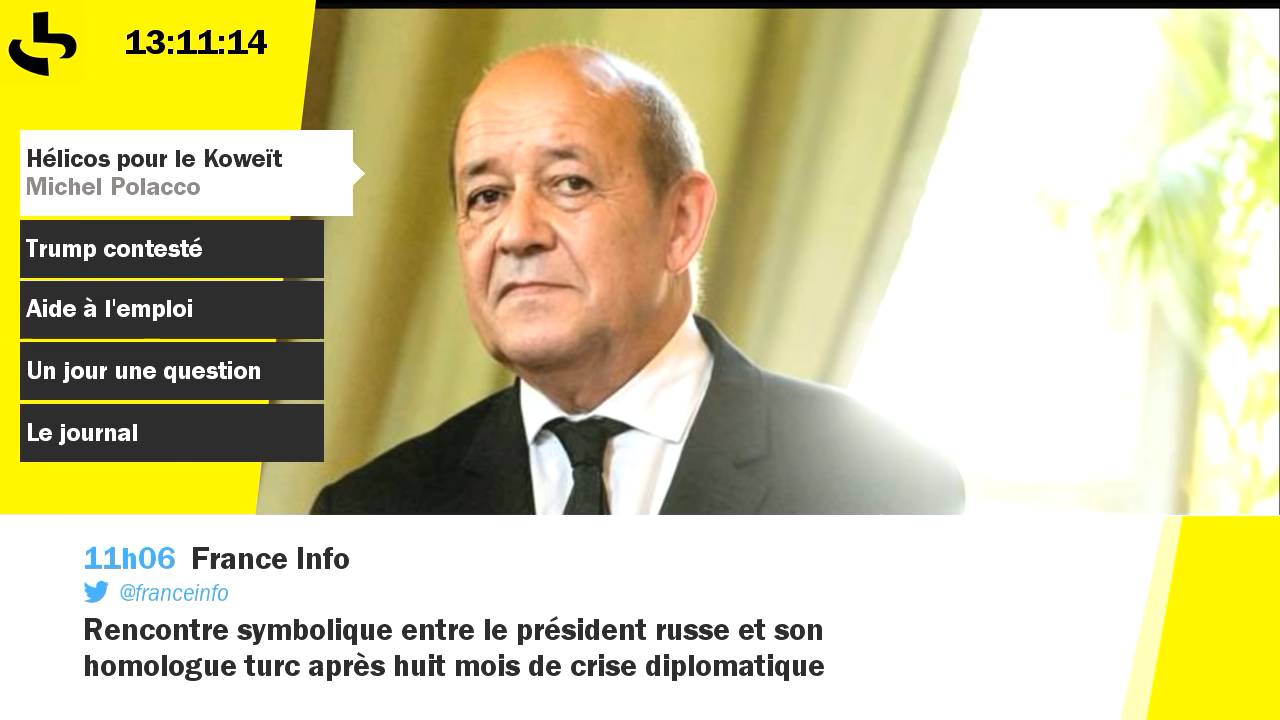 13:11:14
Hélicos pour le Koweït
Michel Polacco
Trump contesté
Aide à l'emploi
Un jour une question
Le journal
11h06 France Info
@franceinfo
Rencontre symbolique entre le président russe et son
homologue turc après huit mois de crise diplomatique